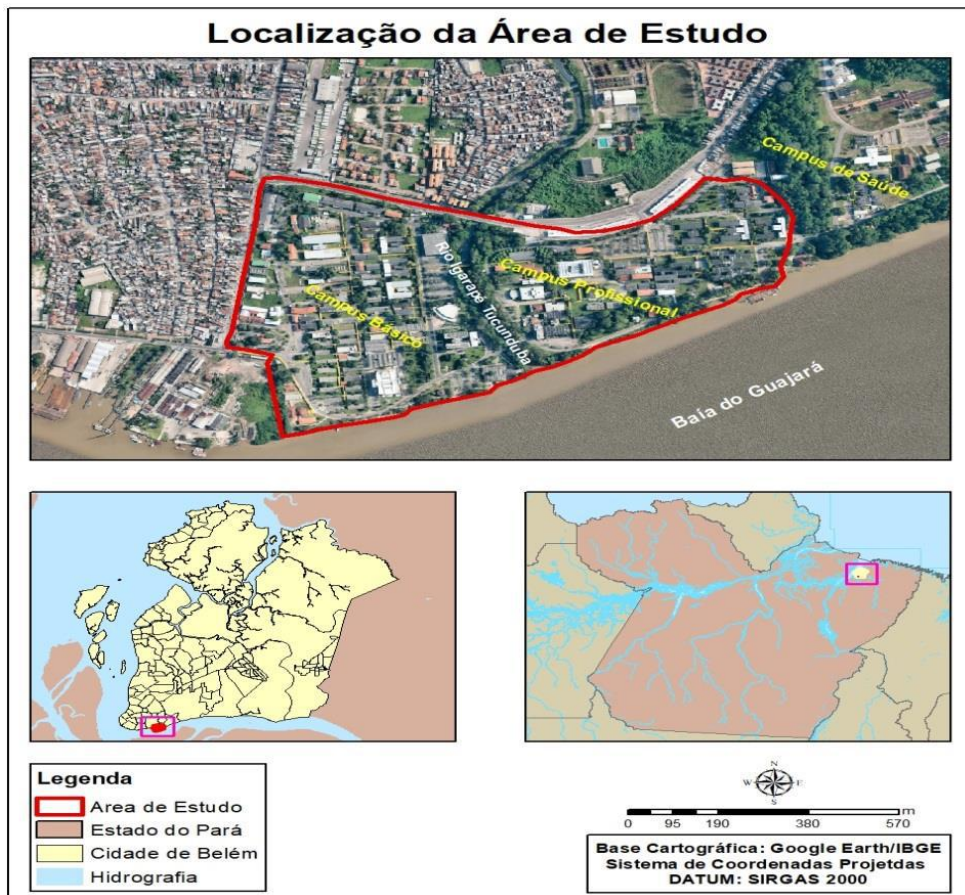 Localização da Área de Estudo
Campus de Saúde
Rio Igarapé Tucunduba
Campus Profissional
Campus Básico
Baía do Guajará
Legenda
Area de Estudo
Estado do Pará
Cidade de Belém
Hidrografia
N
W E
S
m
0 95 190 380 570
Base Cartográfica: Google Earth/IBGE
Sistema de Coordenadas Projetdas
DATUM: SIRGAS 2000